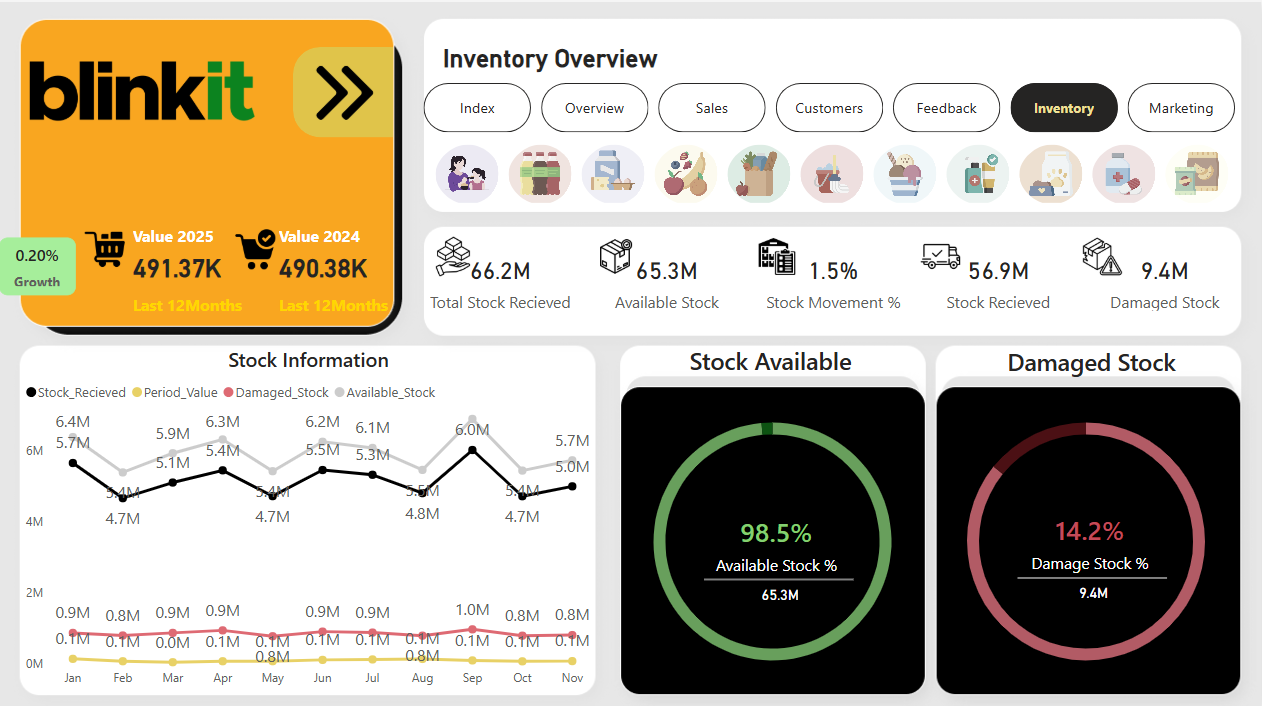 blinkit
Value 2025
491.37K
Last 12Months
Value 2024
490.38K
Last 12Months
0.20%
Growth
Inventory Overview
Index
Overview
Sales
Customers
Feedback
Inventory
Marketing
66.2M
Total Stock Recieved
65.3M
Available Stock
1.5%
Stock Movement %
56.9M
Stock Recieved
9.4M
Damaged Stock
Stock Information
Stock_Recieved Period_Value Damaged_Stock Available_Stock
6M
4M
2M
0M
6.4M 5.4M 5.9M 6.3M 5.4M 6.2M 6.1M 5.5M 5.4M 5.7M
5.7M 4.7M 5.1M 5.4M 4.7M 5.5M 5.3M 4.8M 6.0M 4.7M 5.0M
0.9M 0.8M 0.9M 0.9M 0.8M 0.9M 0.9M 0.8M 1.0M 0.8M 0.8M
0.1M 0.1M 0.0M 0.1M 0.1M 0.1M 0.1M 0.1M 0.1M 0.1M 0.1M
Jan Feb Mar Apr May Jun Jul Aug Sep Oct Nov
Stock Available
98.5%
Available Stock %
65.3M
Damaged Stock
14.2%
Damage Stock %
9.4M